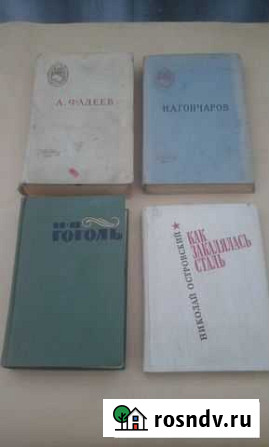 А. ФАДЕЕВ
И.А.ГОНЧАРОВ
Н·В
ГОГОЛЬ
НИКОЛАЙ ОСТРОВСКИЙ
КАК
ЗАКАЛЯЛАСЬ
СТАЛЬ
rosndv.ru